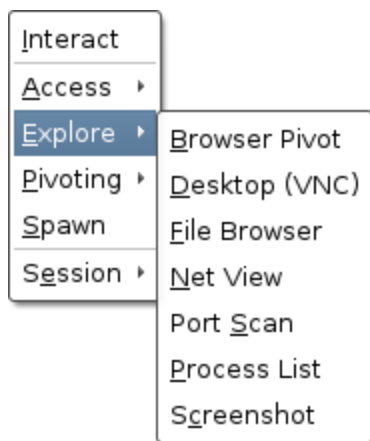 Interact
Access
Explore
Pivoting
Spawn
Session
Browser Pivot
Desktop (VNC)
File Browser
Net View
Port Scan
Process List
Screenshot